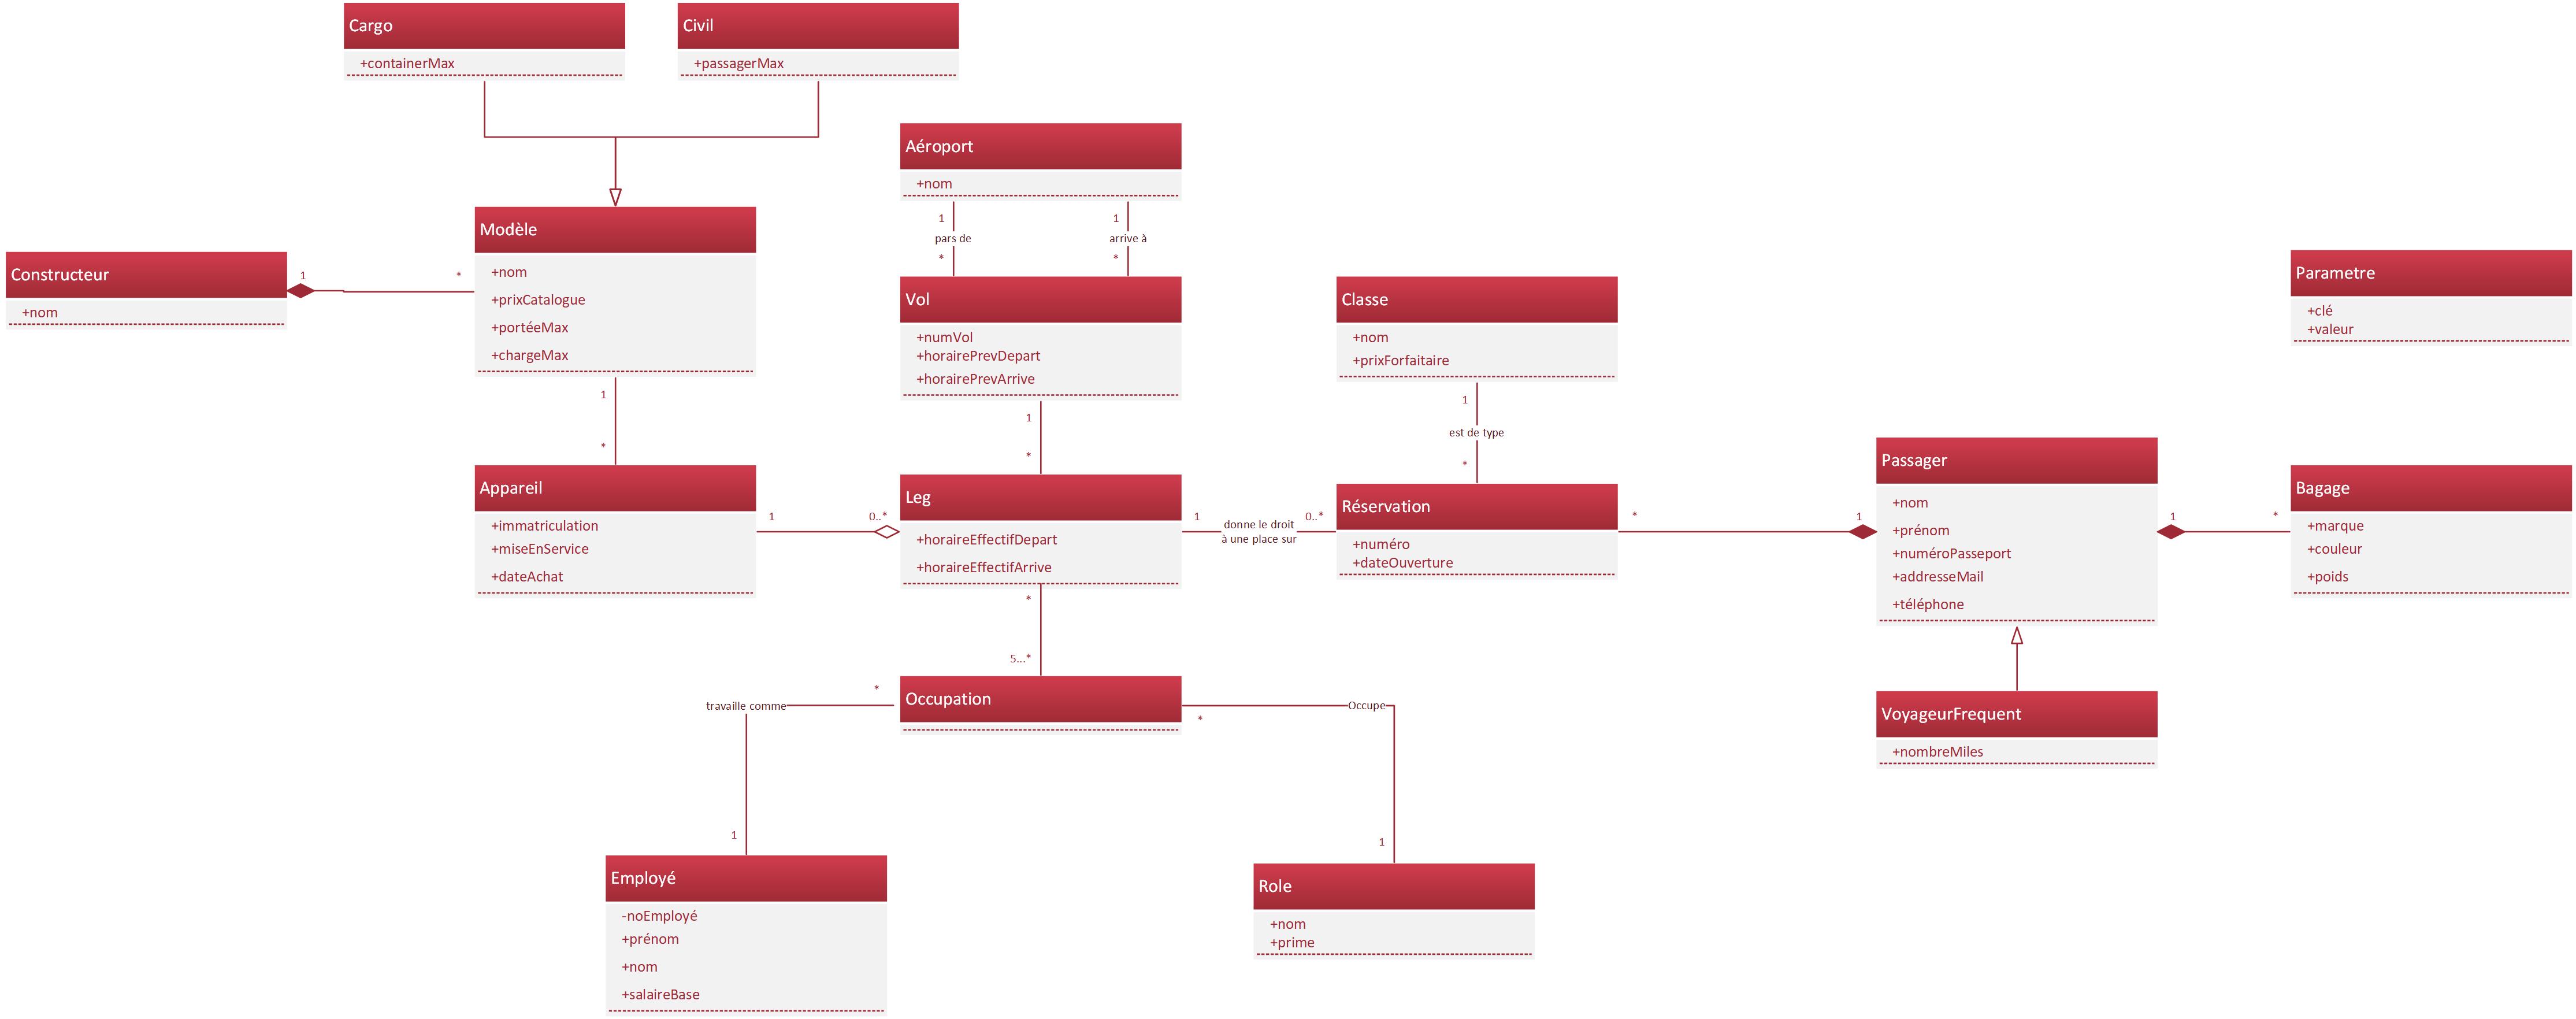 Cargo
+containerMax
Civil
+passagerMax
Aéroport
+nom
1
pars de
*
1
arrive à
*
Constructeur
+nom
1
*
Modèle
+nom
+prixCatalogue
+portéeMax
+chargeMax
1
*
Vol
+numVol
+horairePrevDepart
+horairePrevArrive
1
*
Classe
+nom
+prixForfaitaire
1
est de type
*
Parametre
+clé
+valeur
Appareil
+immatriculation
+miseEnService
+dateAchat
1
0..*
Leg
+horaireEffectifDepart
+horaireEffectifArrive
1
donne le droit
à une place sur
0..*
Réservation
+numéro
+dateOuverture
*
1
Passager
+nom
+prénom
+numéroPasseport
+addresseMail
+téléphone
1
*
Bagage
+marque
+couleur
+poids
*
5...*
VoyageurFrequent
+nombreMiles
Occupation
*
travaille comme
1
*
Occupe
1
Employé
-noEmployé
+prénom
+nom
+salaireBase
Role
+nom
+prime